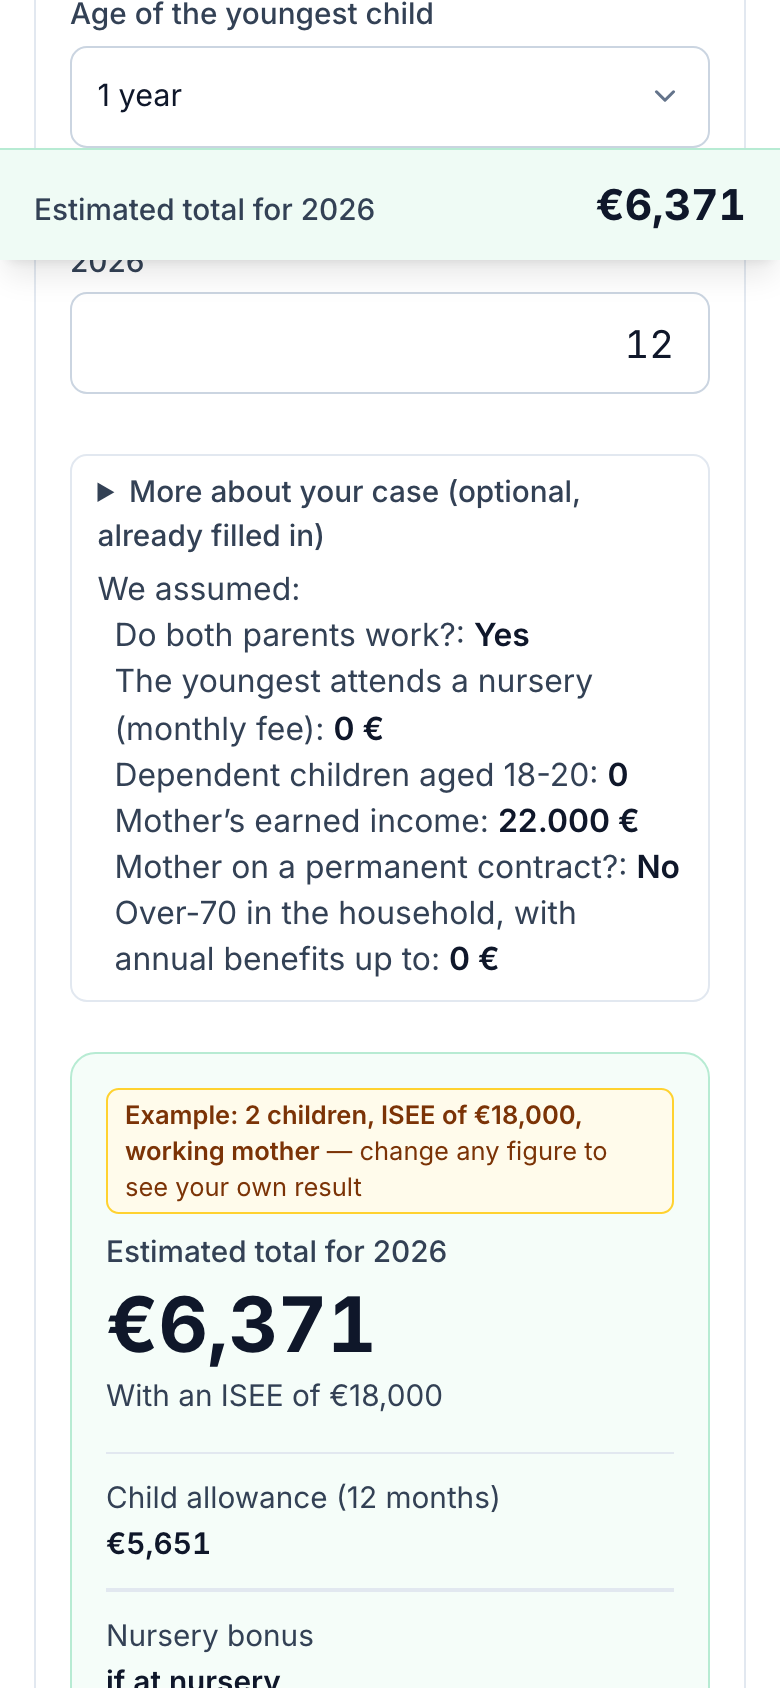 Age of the youngest child
1 year
Estimated total for 2026
€6,371
2026
12
▶ More about your case (optional,
already filled in)
We assumed:
Do both parents work?: Yes
The youngest attends a nursery
(monthly fee): 0 €
Dependent children aged 18-20: 0
Mother’s earned income: 22.000 €
Mother on a permanent contract?: No
Over-70 in the household, with
annual benefits up to: 0 €
Example: 2 children, ISEE of €18,000,
working mother — change any figure to
see your own result
Estimated total for 2026
€6,371
With an ISEE of €18,000
Child allowance (12 months)
€5,651
Nursery bonus
if at nursery